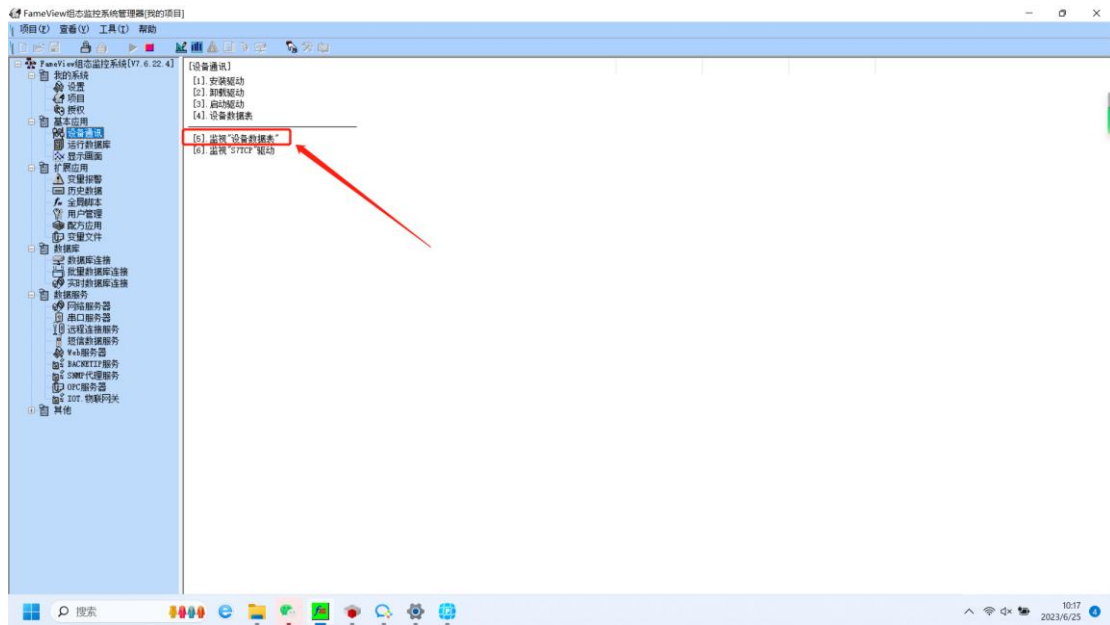 FameView组态监控系统管理器[我的项目]
项目(P) 查看(V) 工具(T) 帮助
FameView组态监控系统[V7.6.22.4]
我的系统
设置
项目
授权
基本应用
设备通讯
运行数据库
显示画面
扩展应用
变量报警
历史数据
全局脚本
用户管理
配方应用
变量文件
数据库
数据库连接
批量数据库连接
实时数据库连接
数据服务
网络服务器
串口服务器
远程连接服务
短信数据服务
Web服务器
BACNETIP服务
SNMP代理服务
OPC服务器
IOT.物联网关
其他
[设备通讯]
[1].安装驱动
[2].卸载驱动
[3].启动驱动
[4].设备数据表
[5].监视"设备数据表"
[6].监视"S7TCP"驱动
搜索
10:17
2023/6/25
4